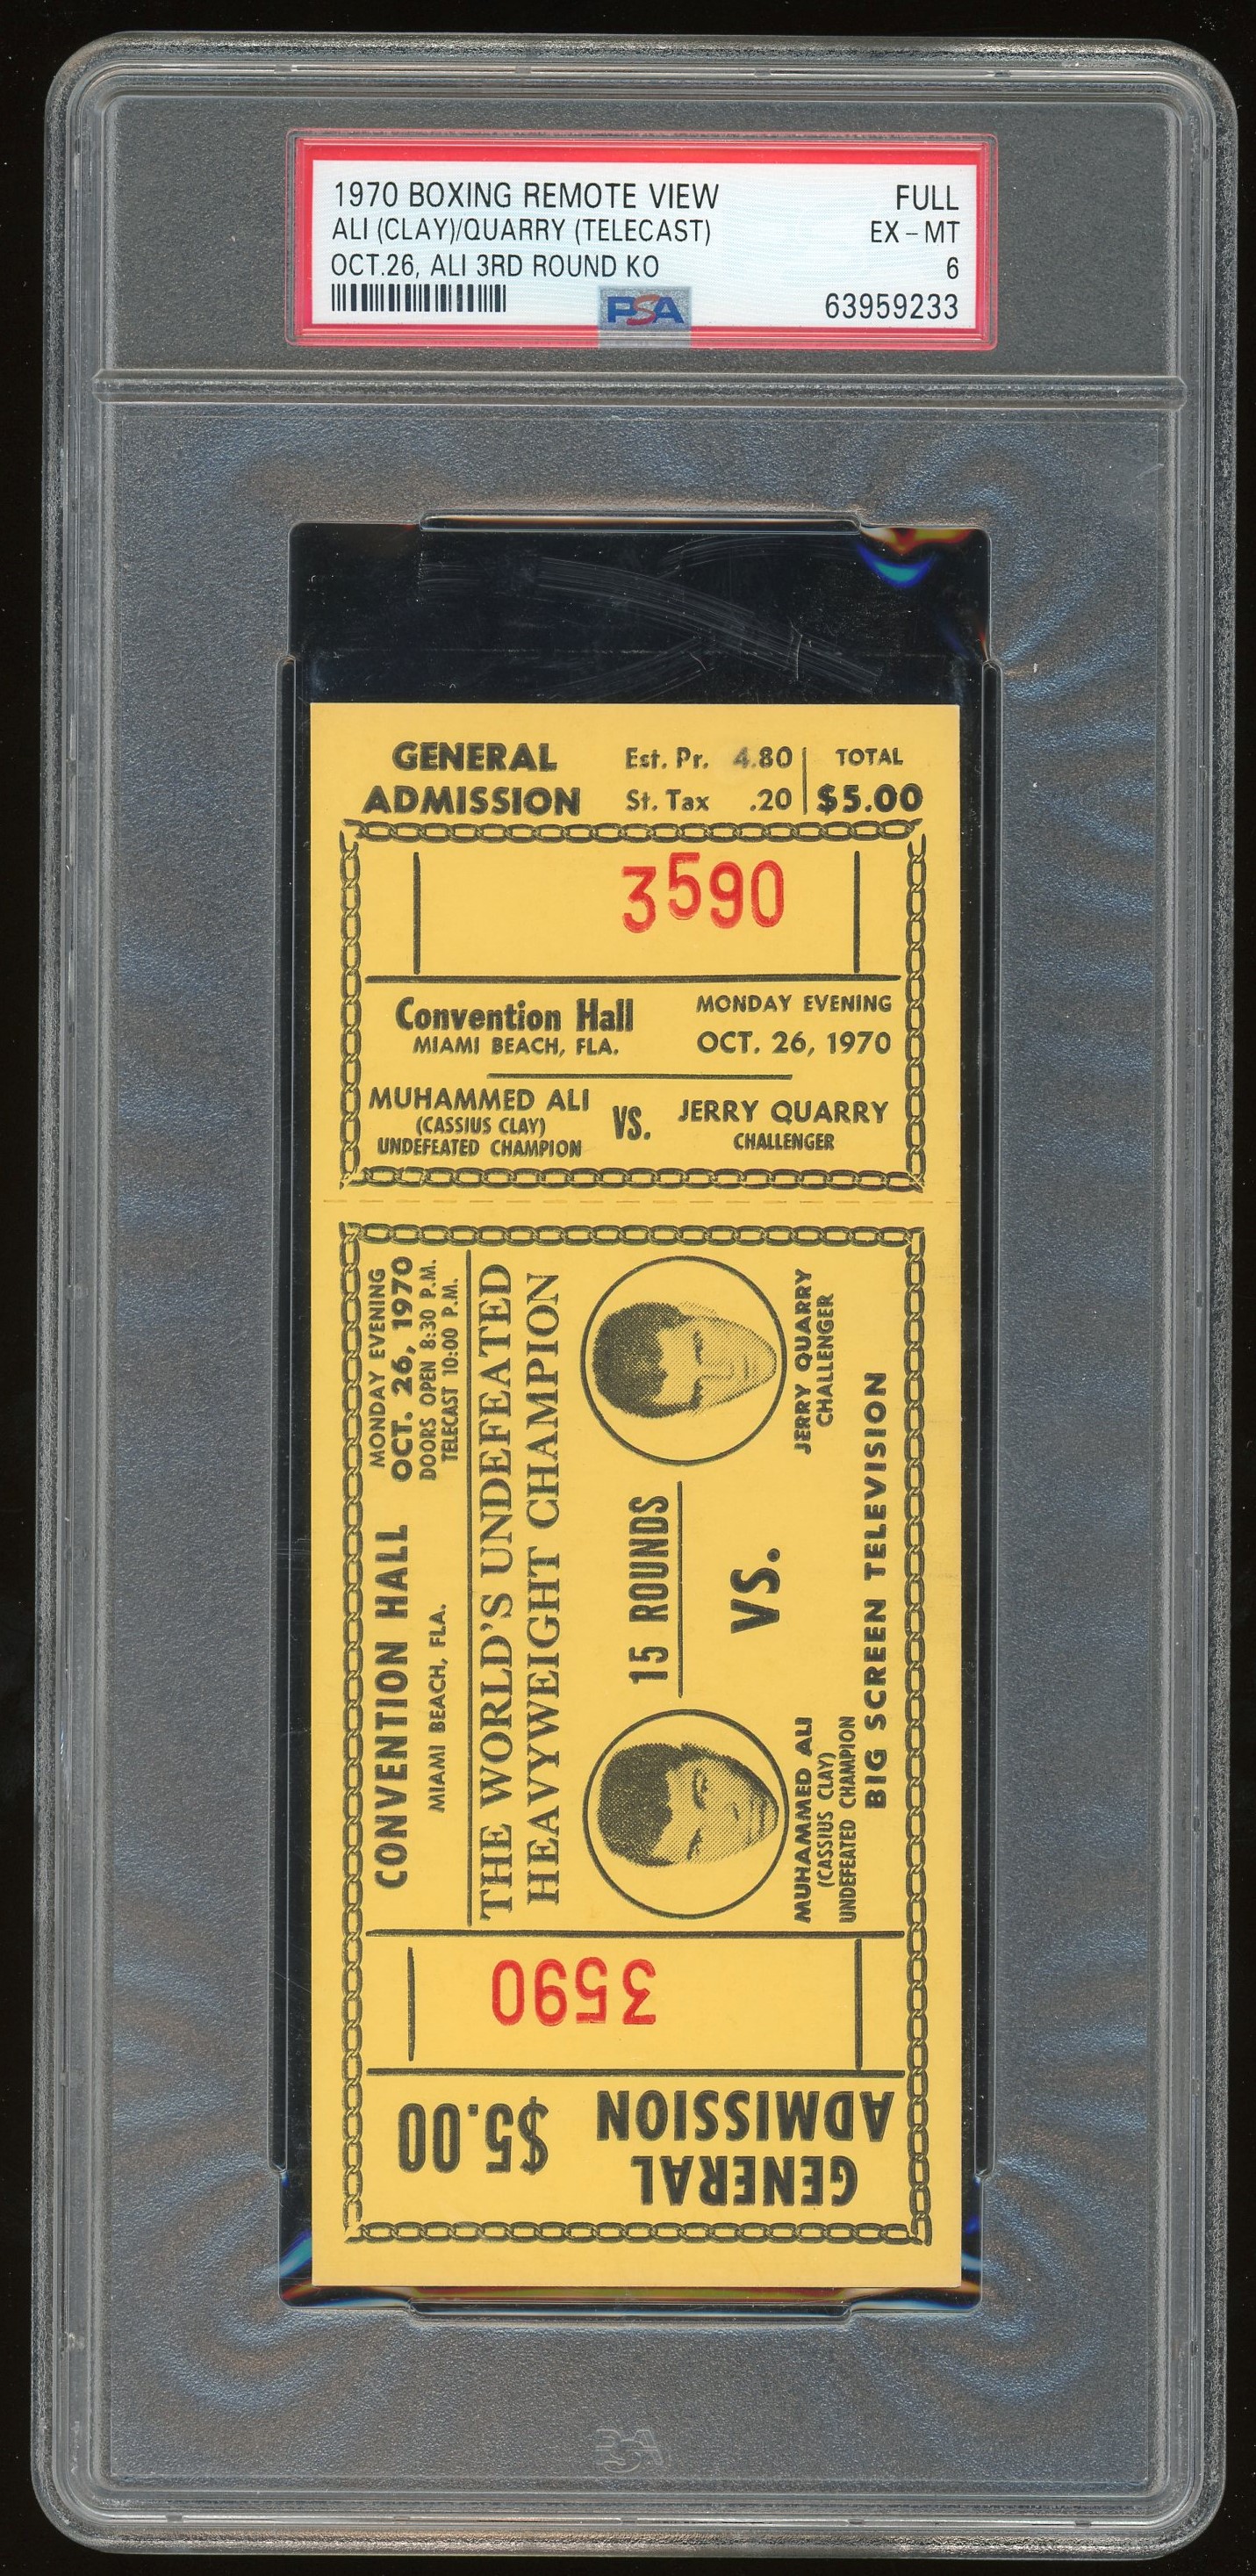 1970 BOXING REMOTE VIEW FULL
ALI (CLAY)/QUARRY (TELECAST) EX-MT
OCT.26, ALI 3RD ROUND KO 6
PSA 63959233
GENERAL ADMISSION
Est. Pr. 4.80
St. Tax .20
TOTAL
$5.00
3590
Convention Hall
MIAMI BEACH, FLA.
MONDAY EVENING
OCT. 26, 1970
MUHAMMED ALI
(CASSIUS CLAY)
UNDEFEATED CHAMPION
VS.
JERRY QUARRY
CHALLENGER
CONVENTION HALL
MIAMI BEACH, FLA.
MONDAY EVENING
OCT. 26, 1970
DOORS OPEN 8:30 P.M.
TELECAST 10:00 P.M.
THE WORLD'S UNDEFEATED
HEAVYWEIGHT CHAMPION
15 ROUNDS
VS.
MUHAMMED ALI
(CASSIUS CLAY)
UNDEFEATED CHAMPION
JERRY QUARRY
CHALLENGER
BIG SCREEN TELEVISION
3590
GENERAL
ADMISSION
$5.00
PSA